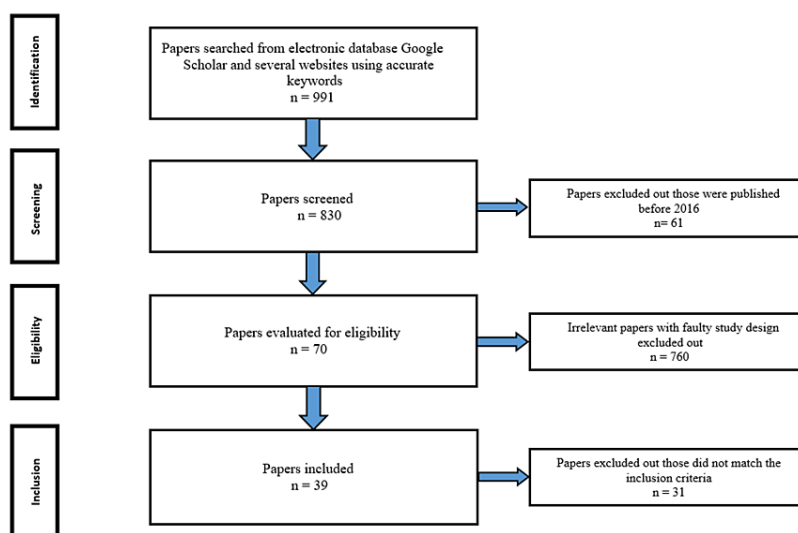 Identification
Papers searched from electronic database Google
Scholar and several websites using accurate
keywords
n = 991
Screening
Papers screened
n = 830
Papers excluded out those were published
before 2016
n= 61
Eligibility
Papers evaluated for eligibility
n = 70
Irrelevant papers with faulty study design
excluded out
n = 760
Inclusion
Papers included
n = 39
Papers excluded out those did not match the
inclusion criteria
n = 31